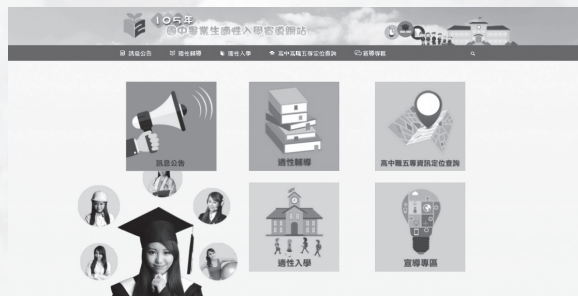 105年
國中畢業生適性入學宣導網站
訊息公告 適性輔導 適性入學 高中高職五專定位查詢 宣導專區
訊息公告
適性輔導
高中職五專資訊定位查詢
適性入學
宣導專區